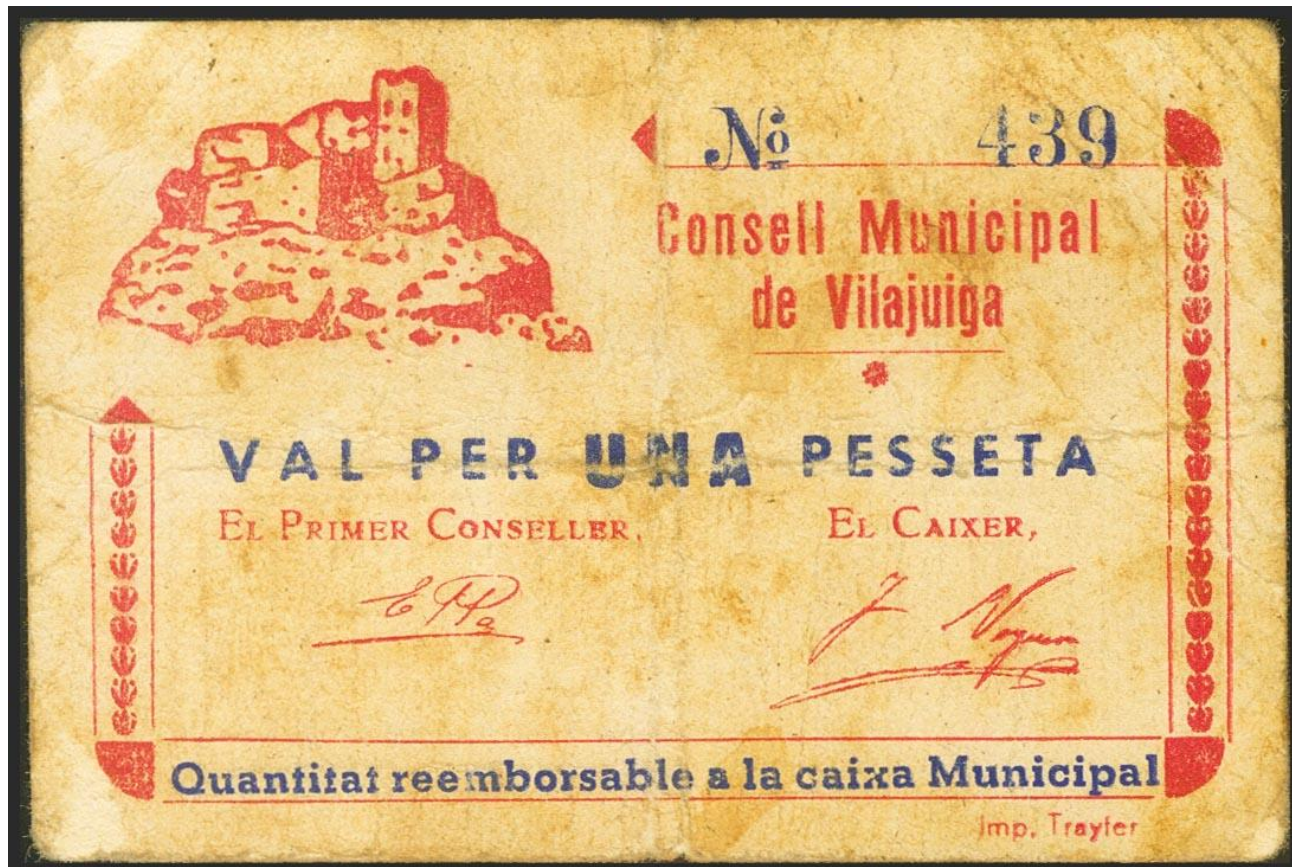 Nº 439
Consell Municipal
de Vilajuiga
VAL PER UNA PESSETA
EL PRIMER CONSELLER, EL CAIXER,
Quantitat reemborsable a la caixa Municipal
Imp. Trayter